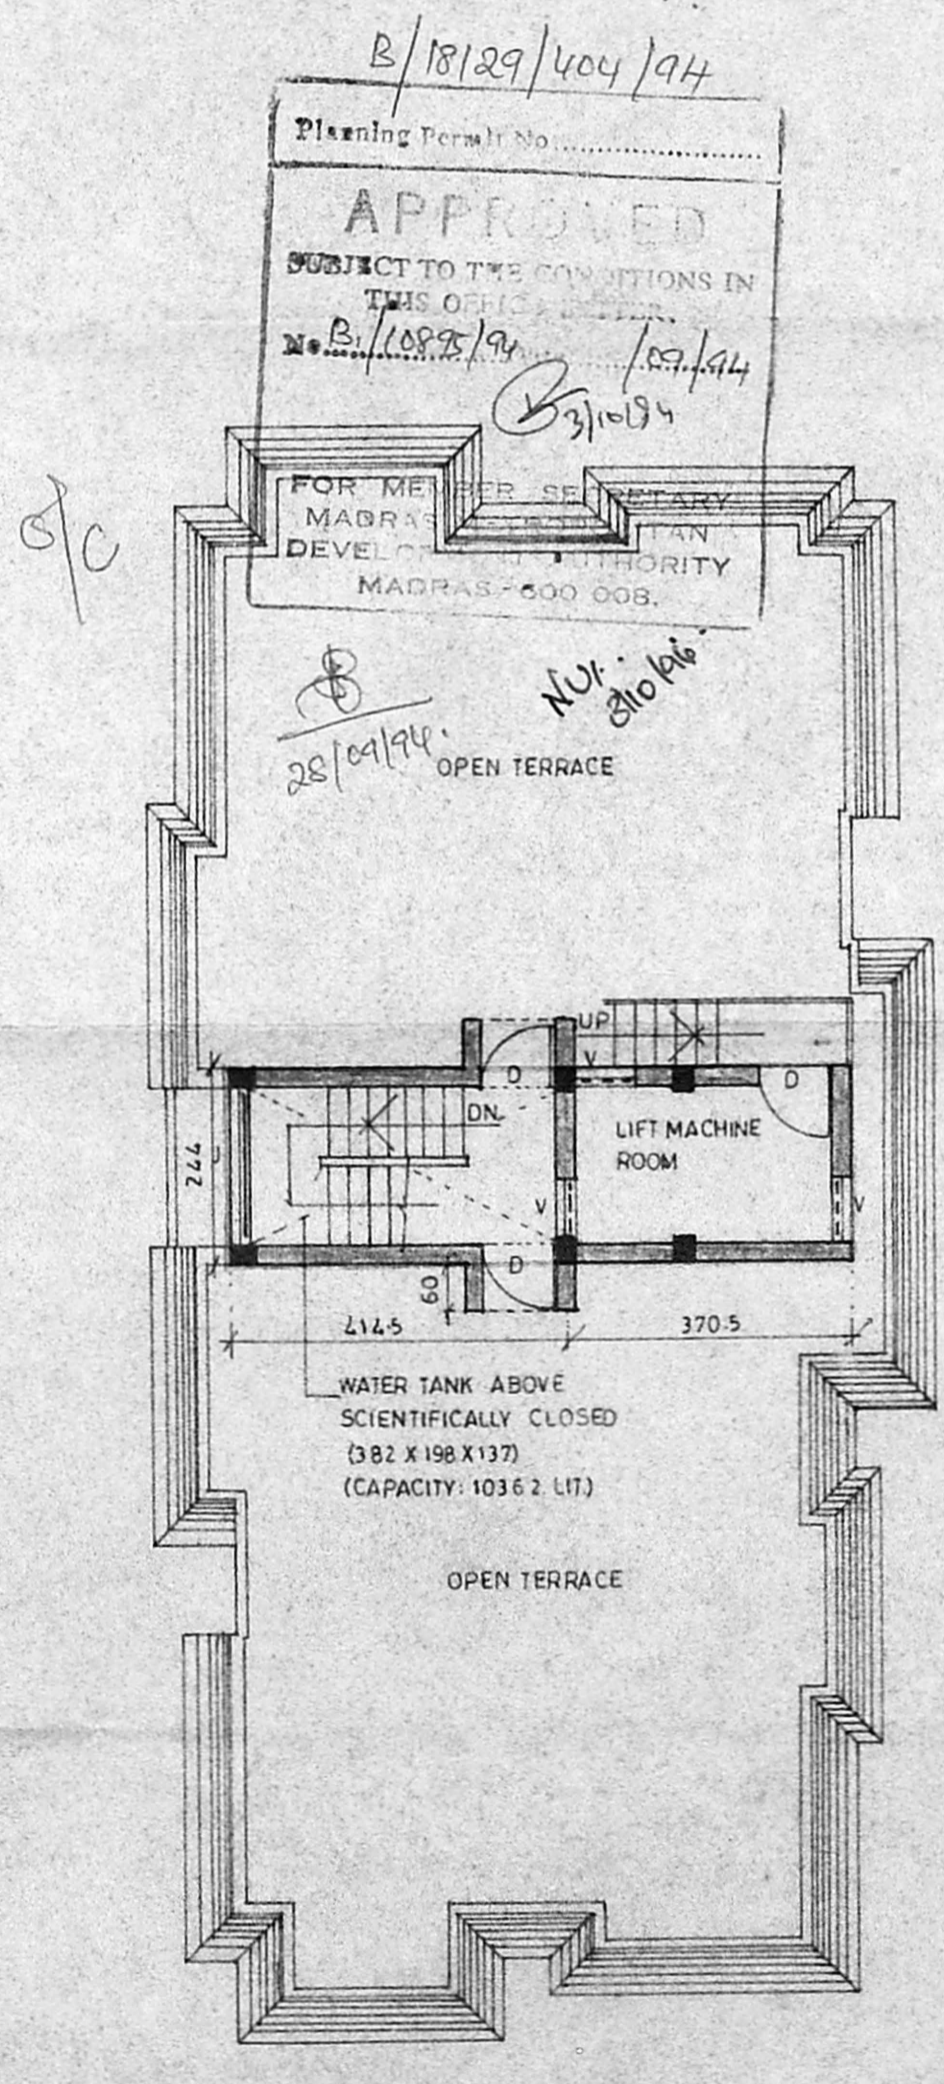 B/18129/404/94
Planning Permit No.
APPROVED
SUBJECT TO THE CONDITIONS IN
THIS OFFICE LETTER.
No. B1/10895/94 /09/94
3/10/94
O/C
FOR MEMBER SECRETARY
MADRAS METROPOLITAN
DEVELOPMENT AUTHORITY
MADRAS - 600 008.
28/09/94.
OPEN TERRACE
UP
V
D
D
DN
LIFT MACHINE
ROOM
244
V
V
D
60
414.5
370.5
WATER TANK ABOVE
SCIENTIFICALLY CLOSED
(382 X 198 X 137)
(CAPACITY: 10362 LIT.)
OPEN TERRACE